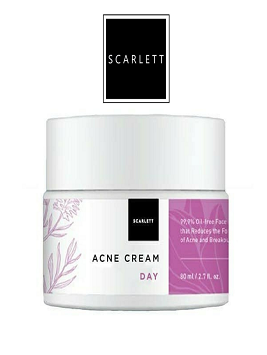 SCARLETT
SCARLETT
ACNE CREAM
DAY
99,9% Oil-free Face
that Reduces the
of Acne and
80 ml / 2.7 fl. oz.